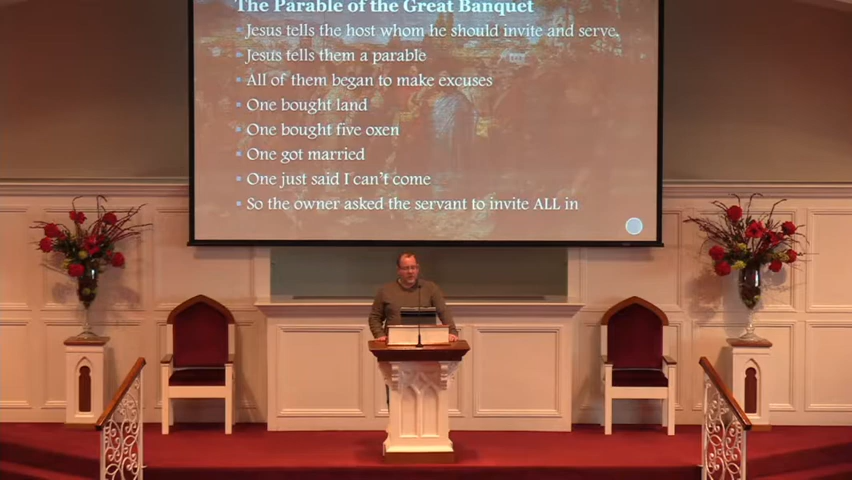 The Parable of the Great Banquet
Jesus tells the host whom he should invite and serve.
Jesus tells them a parable
All of them began to make excuses
One bought land
One bought five oxen
One got married
One just said I can't come
So the owner asked the servant to invite ALL in